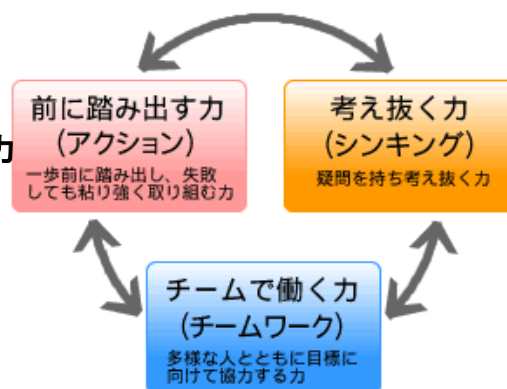 前に踏み出す力
(アクション)
一歩前に踏み出し、失敗
しても粘り強く取り組む力
考え抜く力
(シンキング)
疑問を持ち考え抜く力
力
チームで働く力
(チームワーク)
多様な人とともに目標に
向けて協力する力